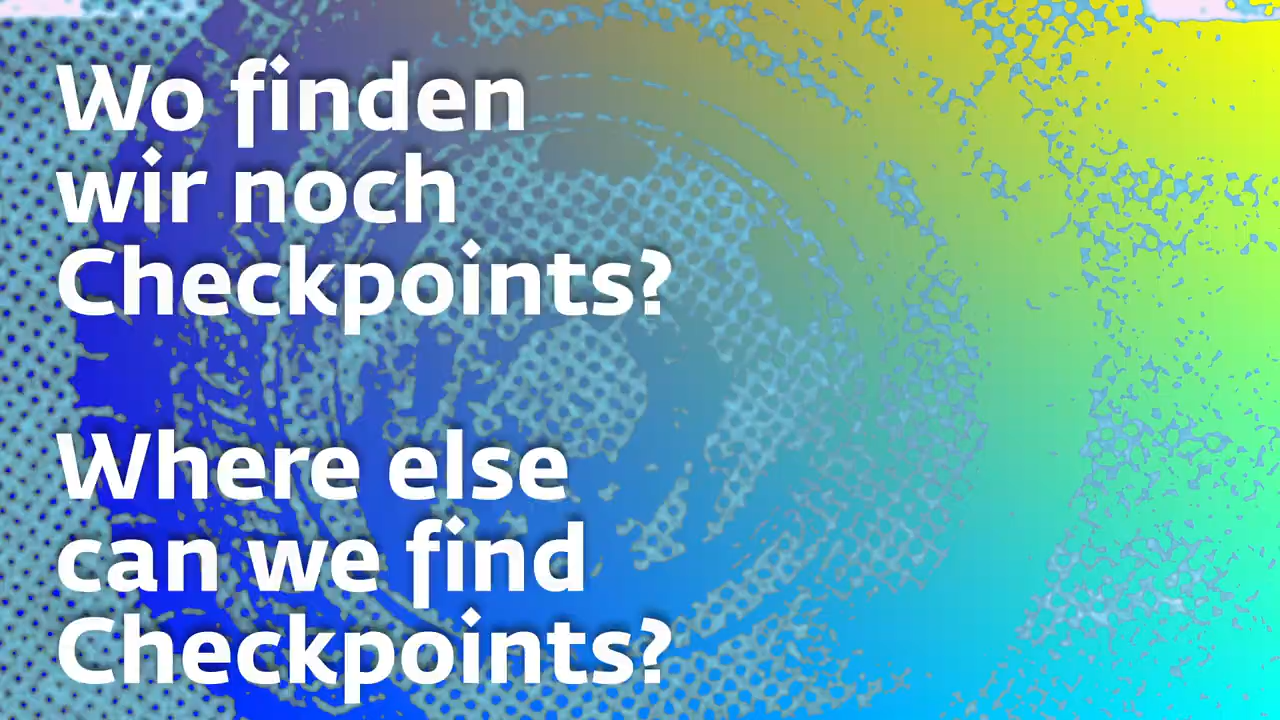 Wo finden
wir noch
Checkpoints?
Where else
can we find
Checkpoints?